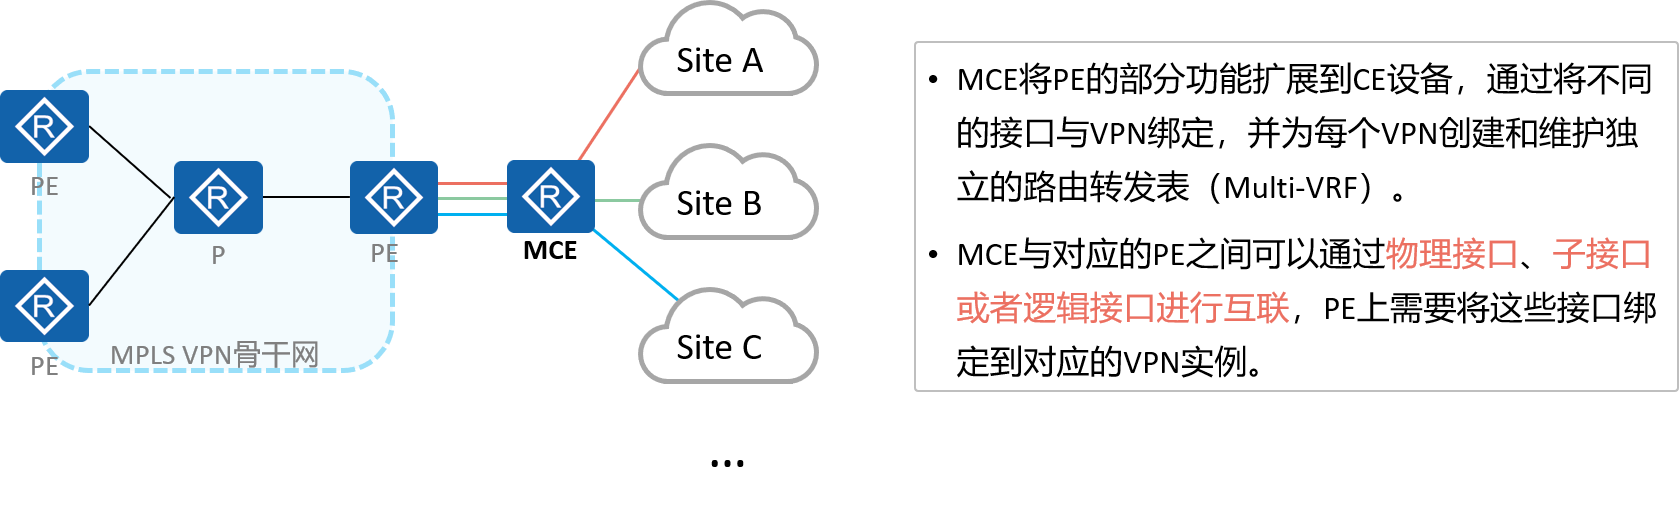 Site A
Site B
Site C
...
R
PE
R
PE
R
P
R
PE
R
MCE
MPLS VPN骨干网
• MCE将PE的部分功能扩展到CE设备，通过将不同
的接口与VPN绑定，并为每个VPN创建和维护独
立的路由转发表（Multi-VRF）。
• MCE与对应的PE之间可以通过物理接口、子接口
或者逻辑接口进行互联，PE上需要将这些接口绑
定到对应的VPN实例。